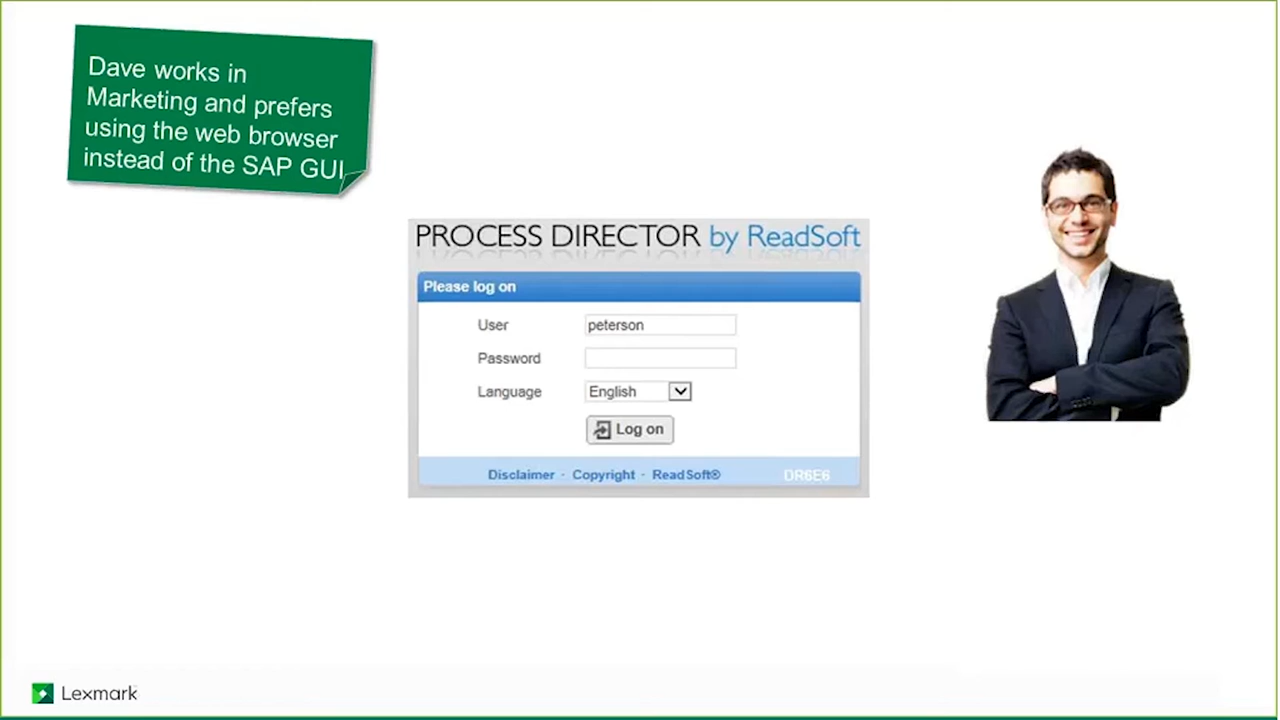 Dave works in
Marketing and prefers
using the web browser
instead of the SAP GUI
PROCESS DIRECTOR by ReadSoft
Please log on
User peterson
Password
Language English
Log on
Disclaimer · Copyright · ReadSoft® DR6E6
Lexmark